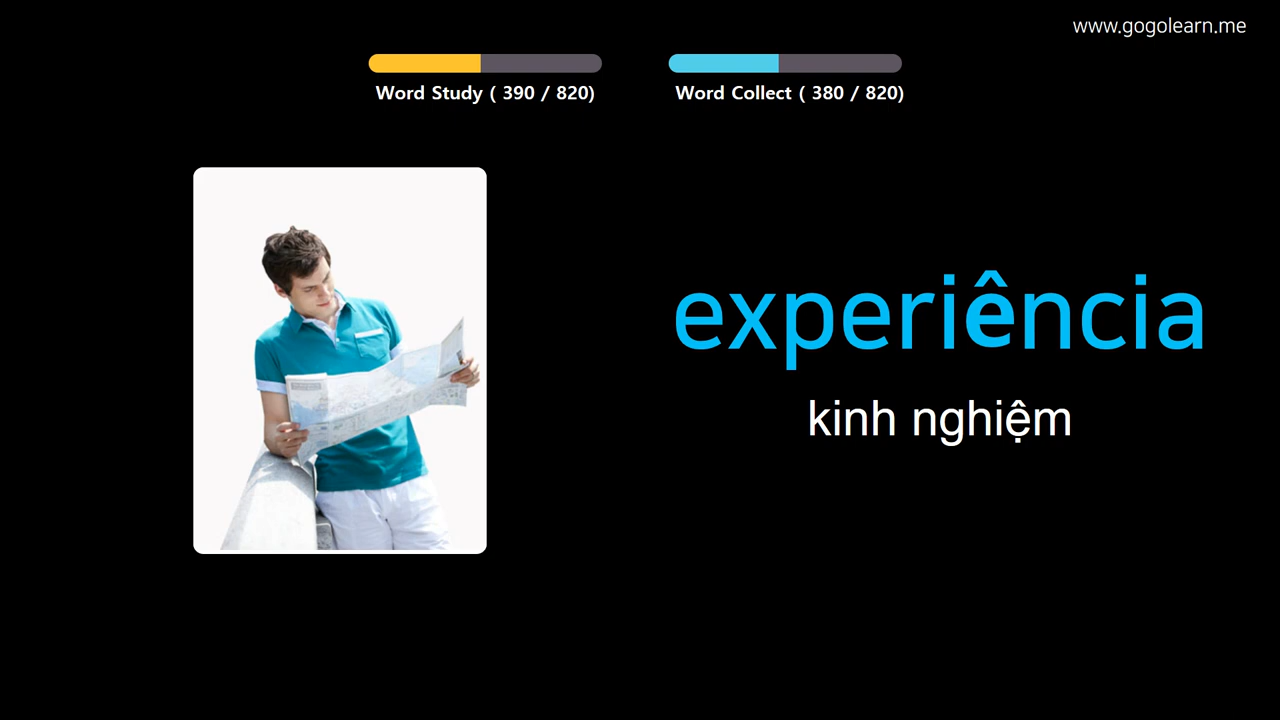 www.gogolearn.me
Word Study ( 390 / 820)
Word Collect ( 380 / 820)
experiência
kinh nghiệm